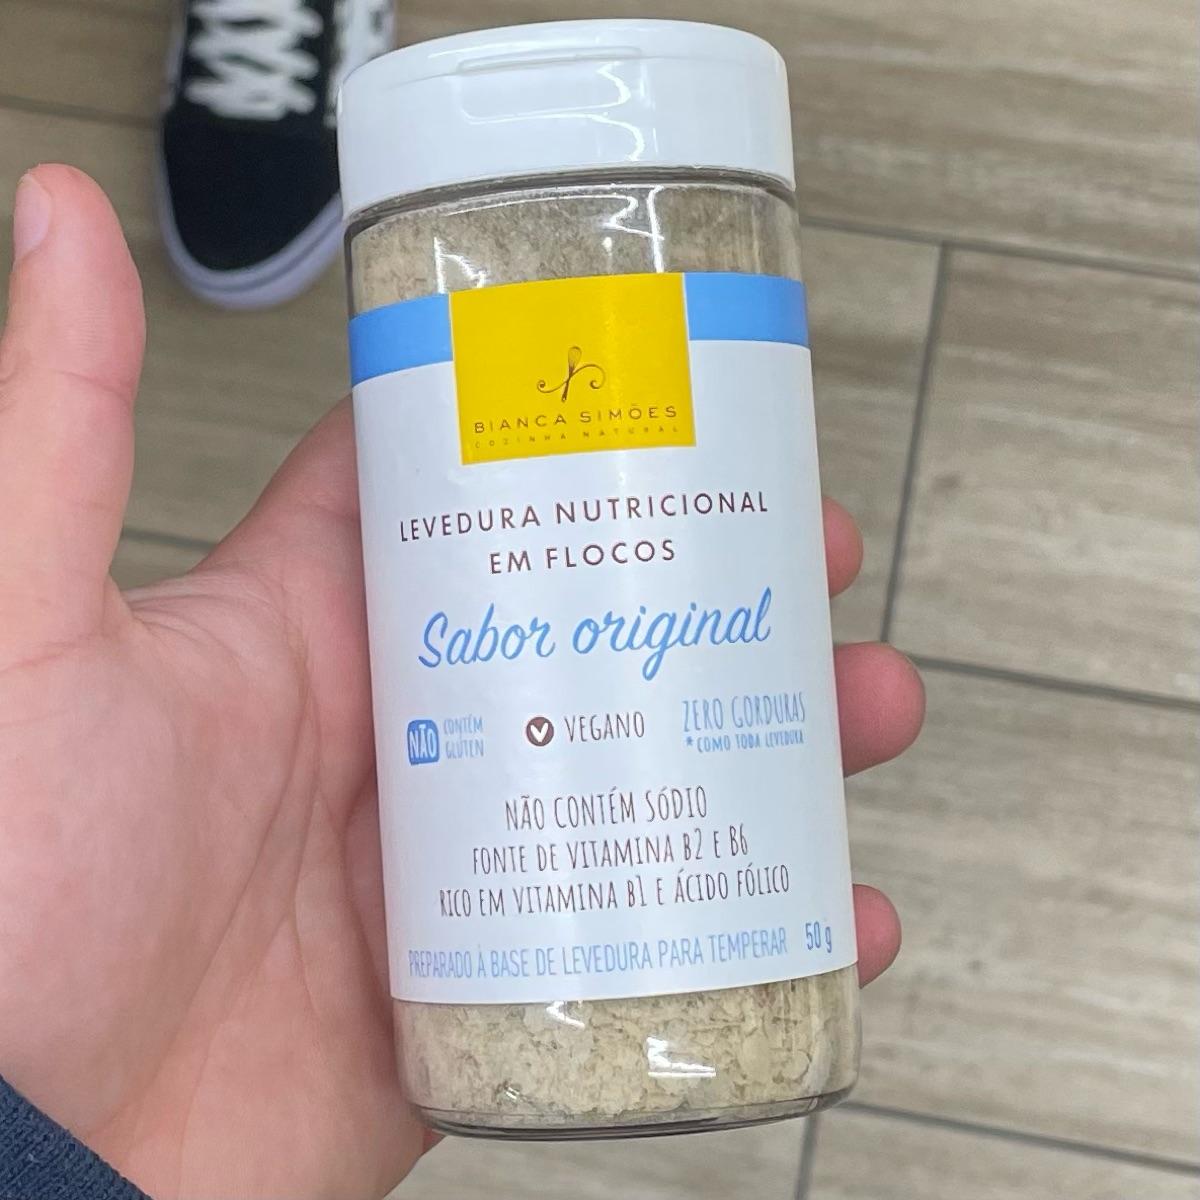 BIANCA SIMÕES
COZINHA NATURAL
LEVEDURA NUTRICIONAL
EM FLOCOS
Sabor original
NÃO CONTÉM
GLÚTEN
VEGANO
ZERO GORDURAS
*COMO TODA LEVEDURA
NÃO CONTÉM SÓDIO
FONTE DE VITAMINA B2 E B6
RICO EM VITAMINA B1 E ÁCIDO FÓLICO
PREPARADO À BASE DE LEVEDURA PARA TEMPERAR 50 g